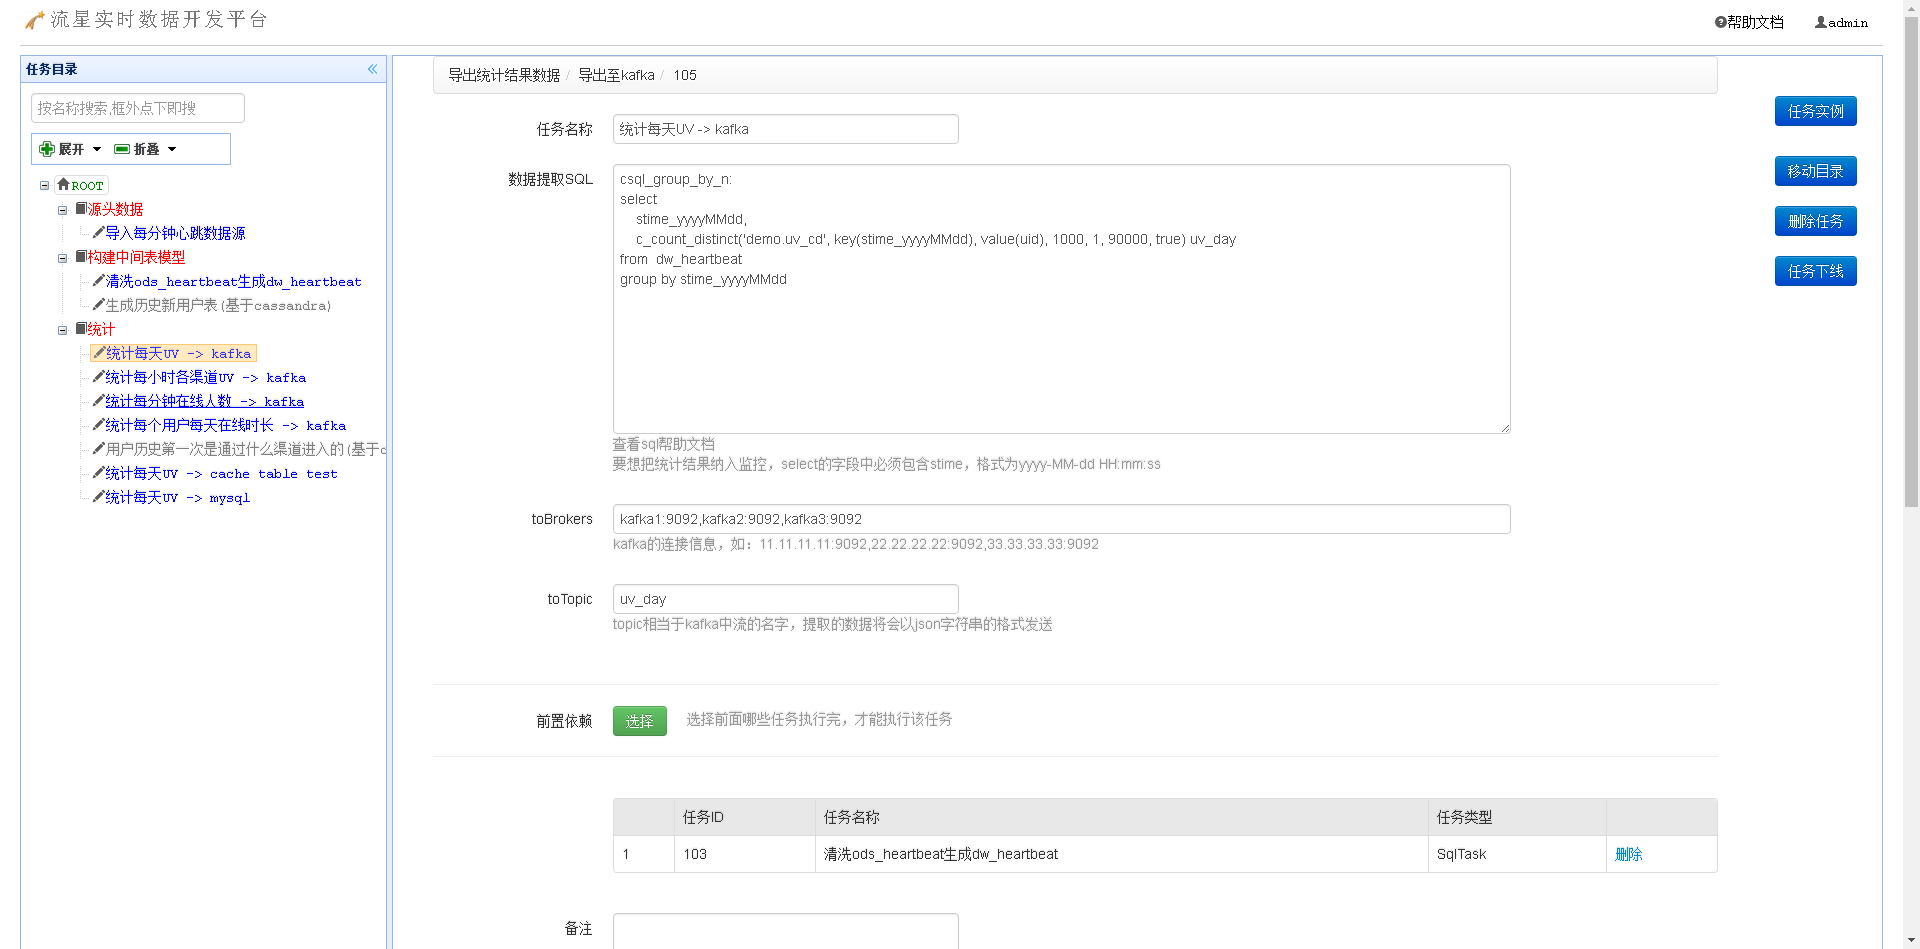 流星实时数据开发平台
帮助文档 admin
任务目录
按名称搜索,框外点下即搜
展开 折叠
ROOT
源头数据
导入每分钟心跳数据源
构建中间表模型
清洗ods_heartbeat生成dw_heartbeat
生成历史新用户表(基于cassandra)
统计
统计每天UV -> kafka
统计每小时各渠道UV -> kafka
统计每分钟在线人数 -> kafka
统计每个用户每天在线时长 -> kafka
用户历史第一次是通过什么渠道进入的(基于c
统计每天UV -> cache table test
统计每天UV -> mysql
导出统计结果数据 / 导出至kafka / 105
任务名称 统计每天UV -> kafka
数据提取SQL
csql_group_by_n:
select
stime_yyyyMMdd,
c_count_distinct('demo.uv_cd', key(stime_yyyyMMdd), value(uid), 1000, 1, 90000, true) uv_day
from dw_heartbeat
group by stime_yyyyMMdd
查看sql帮助文档
要想把统计结果纳入监控，select的字段中必须包含stime，格式为yyyy-MM-dd HH:mm:ss
toBrokers kafka1:9092,kafka2:9092,kafka3:9092
kafka的连接信息，如：11.11.11.11:9092,22.22.22.22:9092,33.33.33.33:9092
toTopic uv_day
topic相当于kafka中流的名字，提取的数据将会以json字符串的格式发送
前置依赖 选择 选择前面哪些任务执行完，才能执行该任务
任务ID 任务名称 任务类型
1 103 清洗ods_heartbeat生成dw_heartbeat SqlTask 删除
备注
任务实例
移动目录
删除任务
任务下线